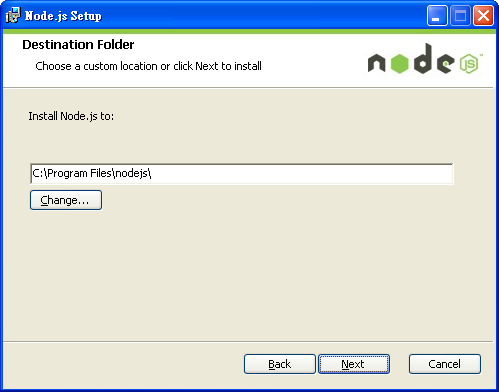 Node.js Setup
Destination Folder
Choose a custom location or click Next to install
node JS
Install Node.js to:
C:\Program Files\nodejs\
Change...
Back Next Cancel